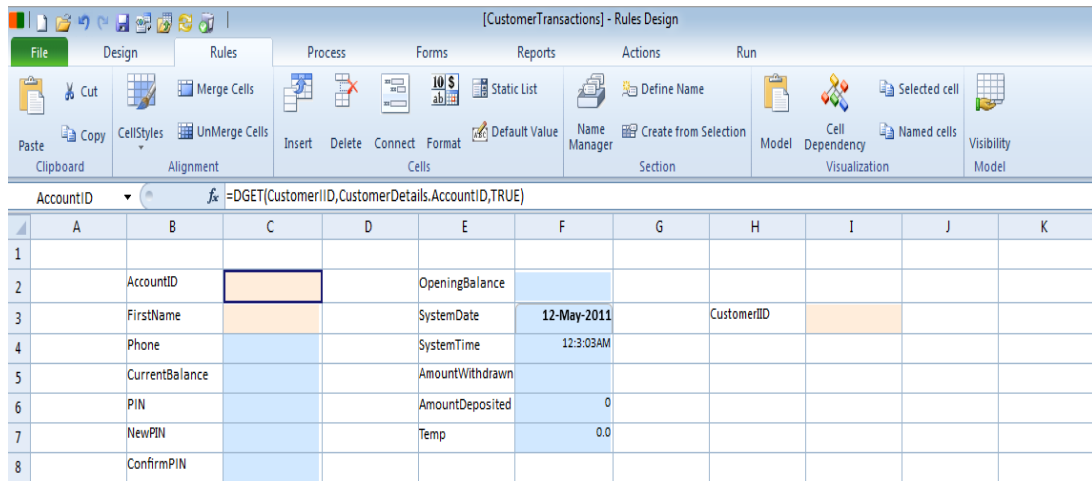 [CustomerTransactions] - Rules Design
File Design Rules Process Forms Reports Actions Run
Cut Merge Cells Static List Define Name Selected cell
Copy CellStyles UnMerge Cells Default Value Create from Selection Named cells
Paste Insert Delete Connect Format Name Manager Model Cell Dependency Visibility
Clipboard Alignment Cells Section Visualization Model
AccountID fx =DGET(CustomerIID,CustomerDetails.AccountID,TRUE)
A B C D E F G H I J K
1
2 AccountID OpeningBalance
3 FirstName SystemDate 12-May-2011 CustomerIID
4 Phone SystemTime 12:3:03AM
5 CurrentBalance AmountWithdrawn
6 PIN AmountDeposited 0
7 NewPIN Temp 0.0
8 ConfirmPIN